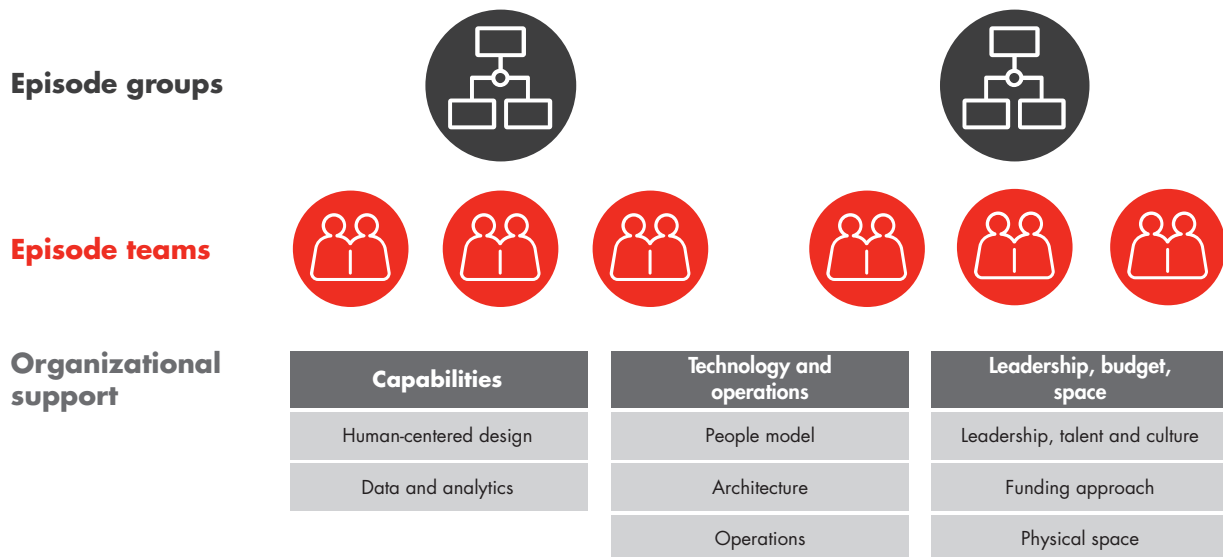 Episode groups
Episode teams
Organizational
support
Capabilities
Human-centered design
Data and analytics
Technology and
operations
People model
Architecture
Operations
Leadership, budget,
space
Leadership, talent and culture
Funding approach
Physical space